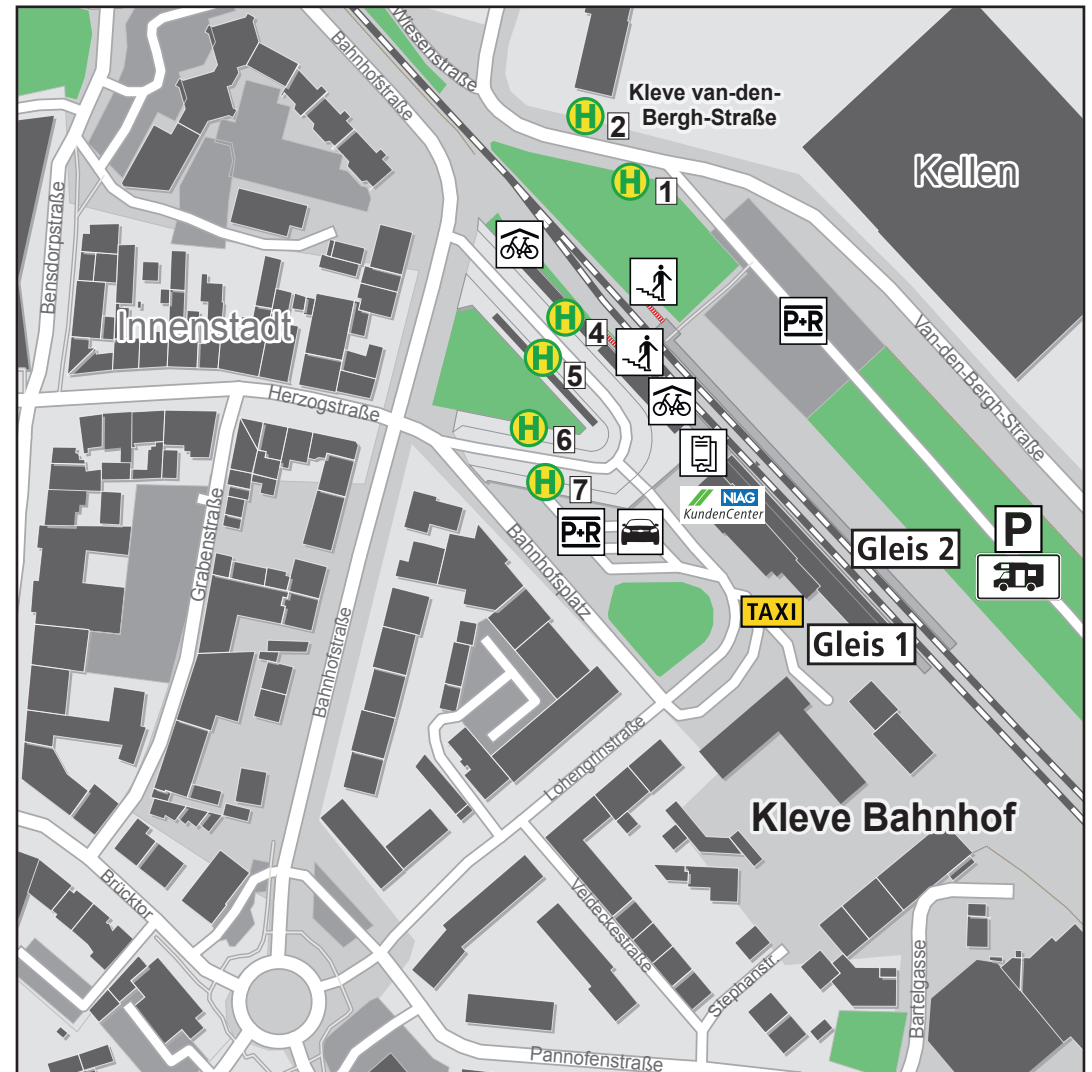 Wiesenstraße
Bahnhofstraße
Kleve van-den-
Bergh-Straße
H 2
H 1
Kellen
Bensdorpstraße
Innenstadt
H 4
H 5
P+R
Van-den-Bergh-Straße
Herzogstraße
H 6
H 7
NIAG
KundenCenter
P+R
Gleis 2
P
Grabenstraße
Bahnhofsplatz
TAXI
Gleis 1
Bahnhofstraße
Lohengrinstraße
Kleve Bahnhof
Brücktor
Veldeckestraße
Stephanstr.
Bartelgasse
Pannofenstraße